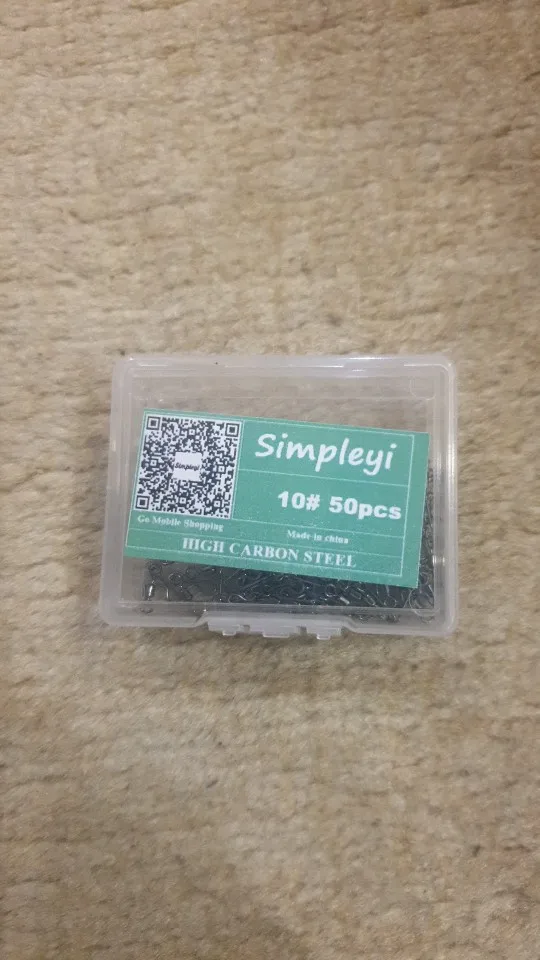 Simpleyi
Simpleyi
10# 50pcs
Go Mobile Shopping
Made in china
HIGH CARBON STEEL